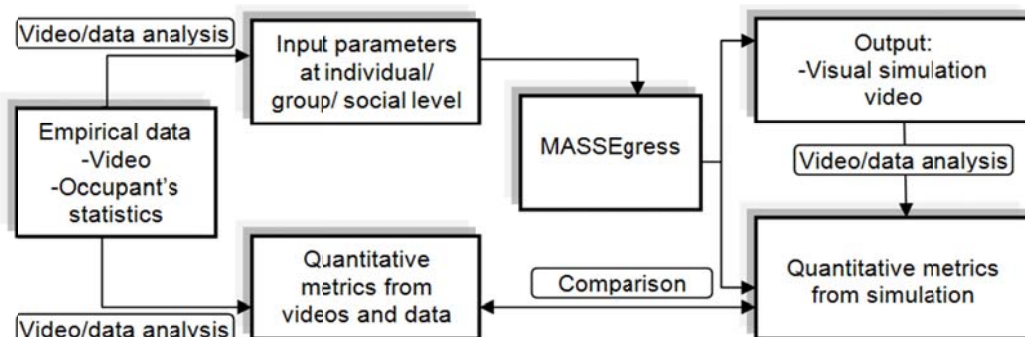 Video/data analysis
Input parameters
at individual/
group/ social level
Output:
-Visual simulation
video
Empirical data
-Video
-Occupant's
statistics
MASSEgress
Video/data analysis
Quantitative
metrics from
videos and data
Comparison
Quantitative metrics
from simulation
Video/data analysis